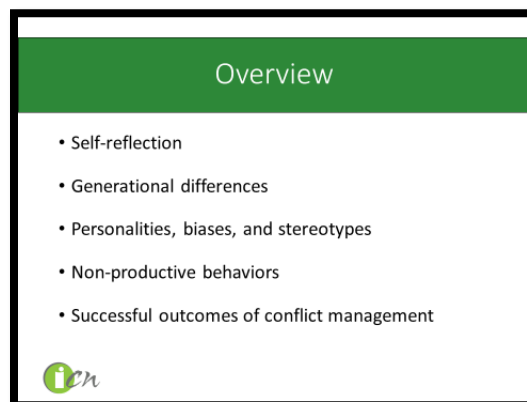 Overview
• Self-reflection
• Generational differences
• Personalities, biases, and stereotypes
• Non-productive behaviors
• Successful outcomes of conflict management
icn